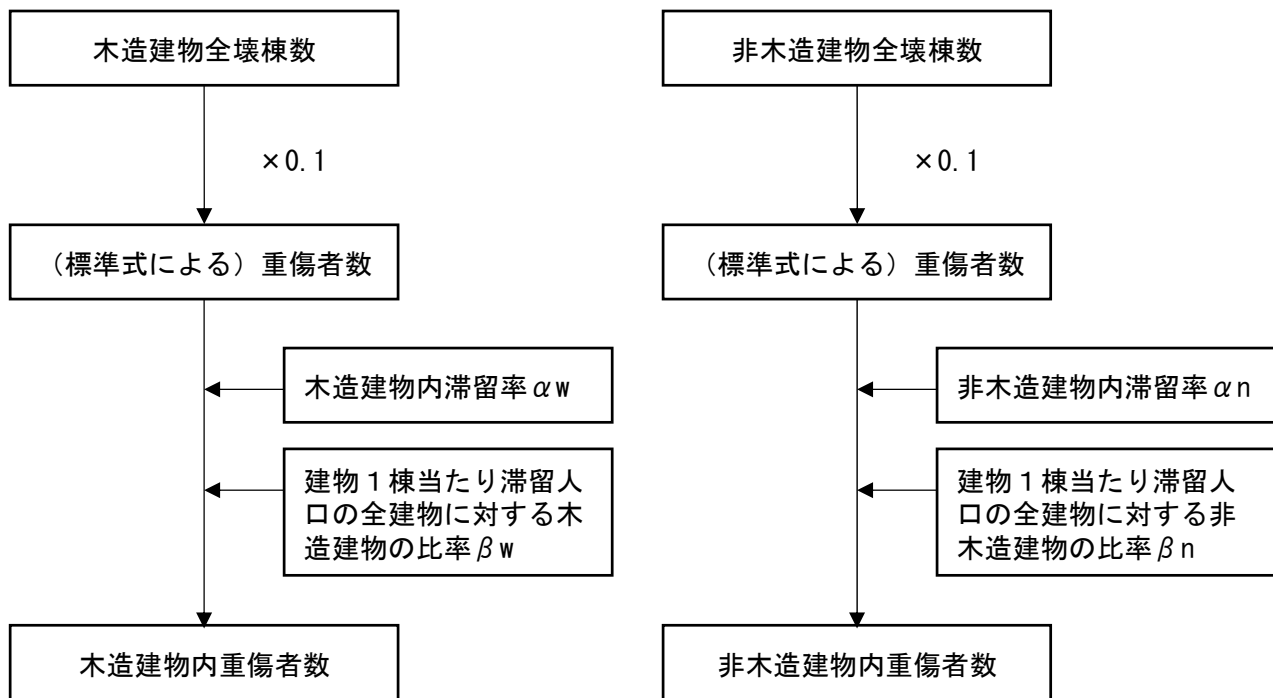 木造建物全壊棟数
×0.1
（標準式による）重傷者数
木造建物内滞留率αw
建物１棟当たり滞留人
口の全建物に対する木
造建物の比率βw
木造建物内重傷者数
非木造建物全壊棟数
×0.1
（標準式による）重傷者数
非木造建物内滞留率αn
建物１棟当たり滞留人
口の全建物に対する非
木造建物の比率βn
非木造建物内重傷者数